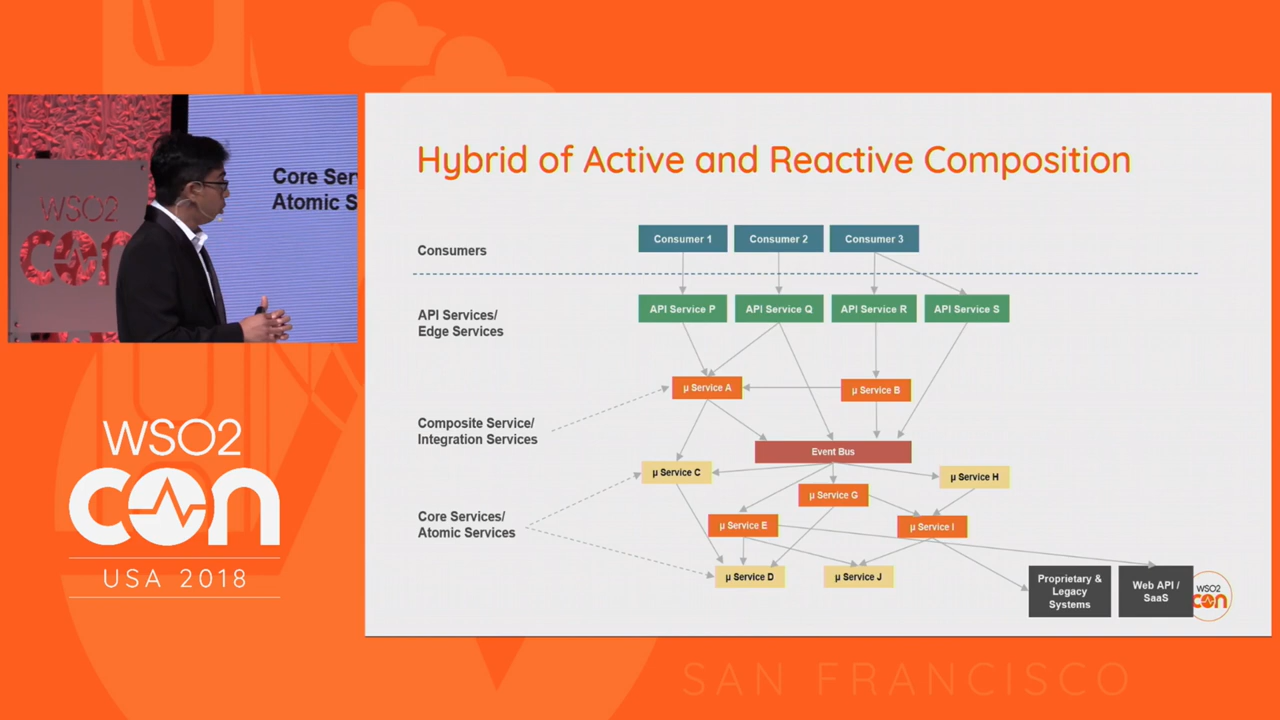 WSO2
CON
Core Ser
Atomic S
WSO2
CON
USA 2018
Hybrid of Active and Reactive Composition
Consumers
Consumer 1
Consumer 2
Consumer 3
API Services/
Edge Services
API Service P
API Service Q
API Service R
API Service S
µ Service A
µ Service B
Composite Service/
Integration Services
Event Bus
µ Service C
µ Service H
µ Service G
Core Services/
Atomic Services
µ Service E
µ Service I
µ Service D
µ Service J
Proprietary &
Legacy
Systems
Web API /
SaaS
WSO2
CON
SAN FRANCISCO